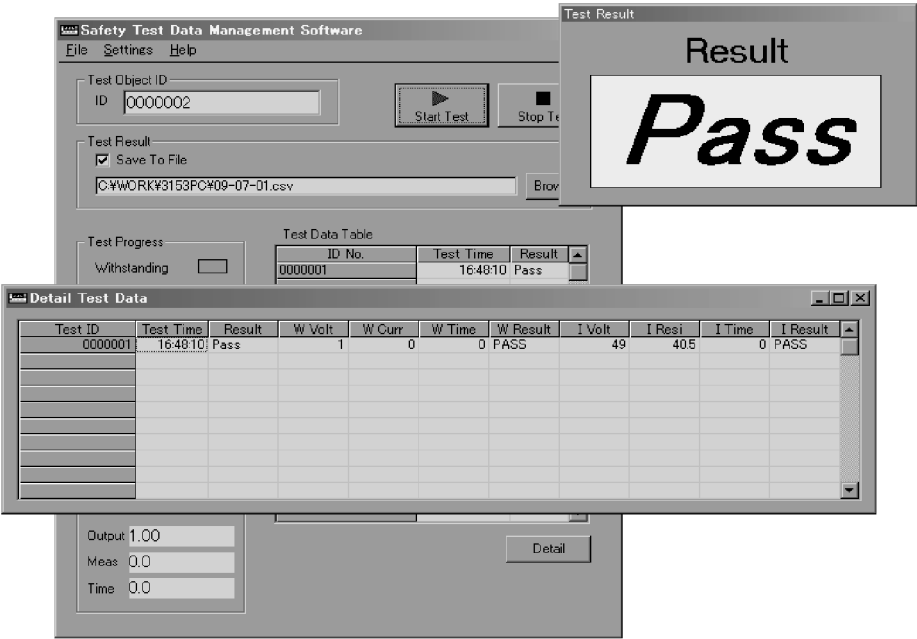 Safety Test Data Management Software
File Settings Help
Test Object ID
ID 0000002
Start Test
Stop Te
Test Result
Save To File
C:¥WORK¥3153PC¥09-07-01.csv
Brow
Test Result
Result
Pass
Test Progress
Withstanding
Test Data Table
ID No. Test Time Result
0000001 16:48:10 Pass
Detail Test Data
Test ID Test Time Result W Volt W Curr W Time W Result I Volt I Resi I Time I Result
0000001 16:48:10 Pass 1 0 0 PASS 49 40.5 0 PASS
Output 1.00
Meas 0.0
Time 0.0
Detail